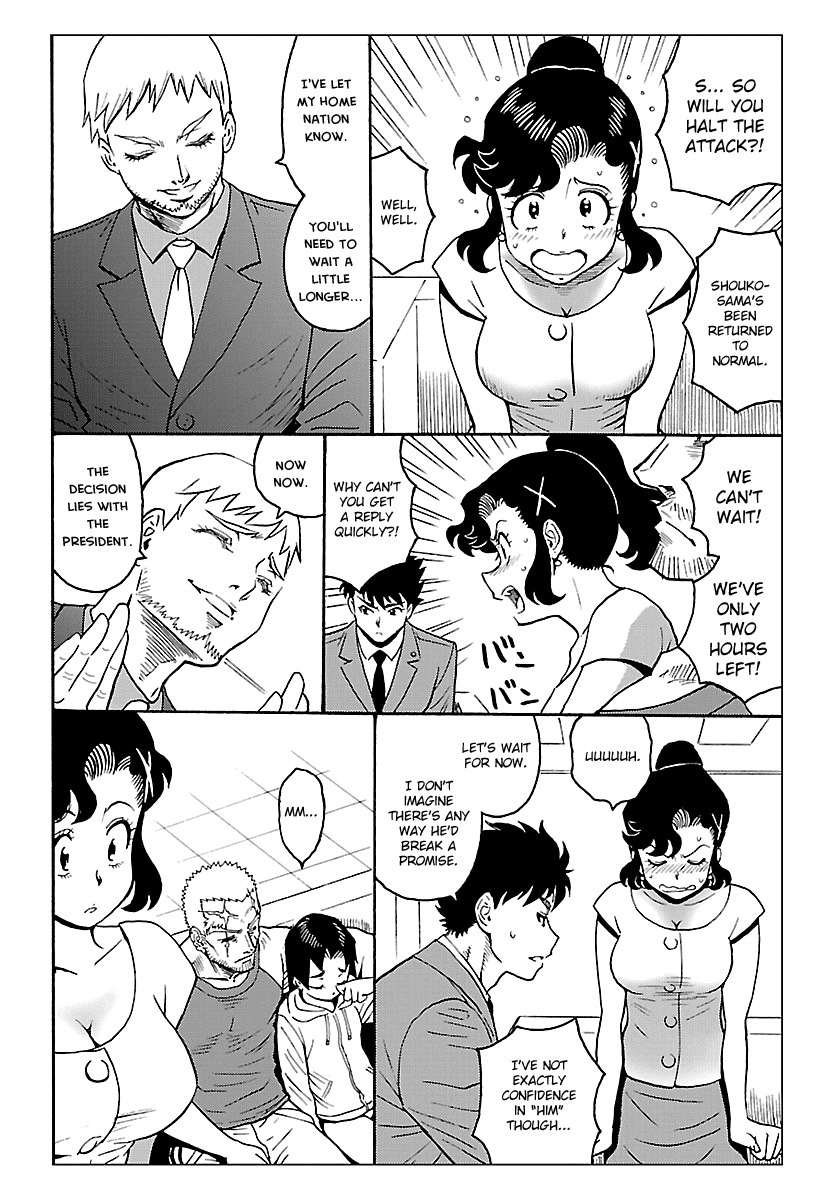 S... SO
WILL YOU
HALT THE
ATTACK?!
SHOUKO-
SAMA'S
BEEN
RETURNED
TO
NORMAL.
WELL,
WELL.
I'VE LET
MY HOME
NATION
KNOW.
YOU'LL
NEED TO
WAIT A
LITTLE
LONGER...
WE
CAN'T
WAIT!
WE'VE
ONLY
TWO
HOURS
LEFT!
バ
バ
WHY CAN'T
YOU GET
A REPLY
QUICKLY?!
NOW
NOW.
THE
DECISION
LIES WITH
THE
PRESIDENT.
UUUUUH.
LET'S WAIT
FOR NOW.
I DON'T
IMAGINE
THERE'S ANY
WAY HE'D
BREAK A
PROMISE.
I'VE NOT
EXACTLY
CONFIDENCE
IN "HIM"
THOUGH...
MM...